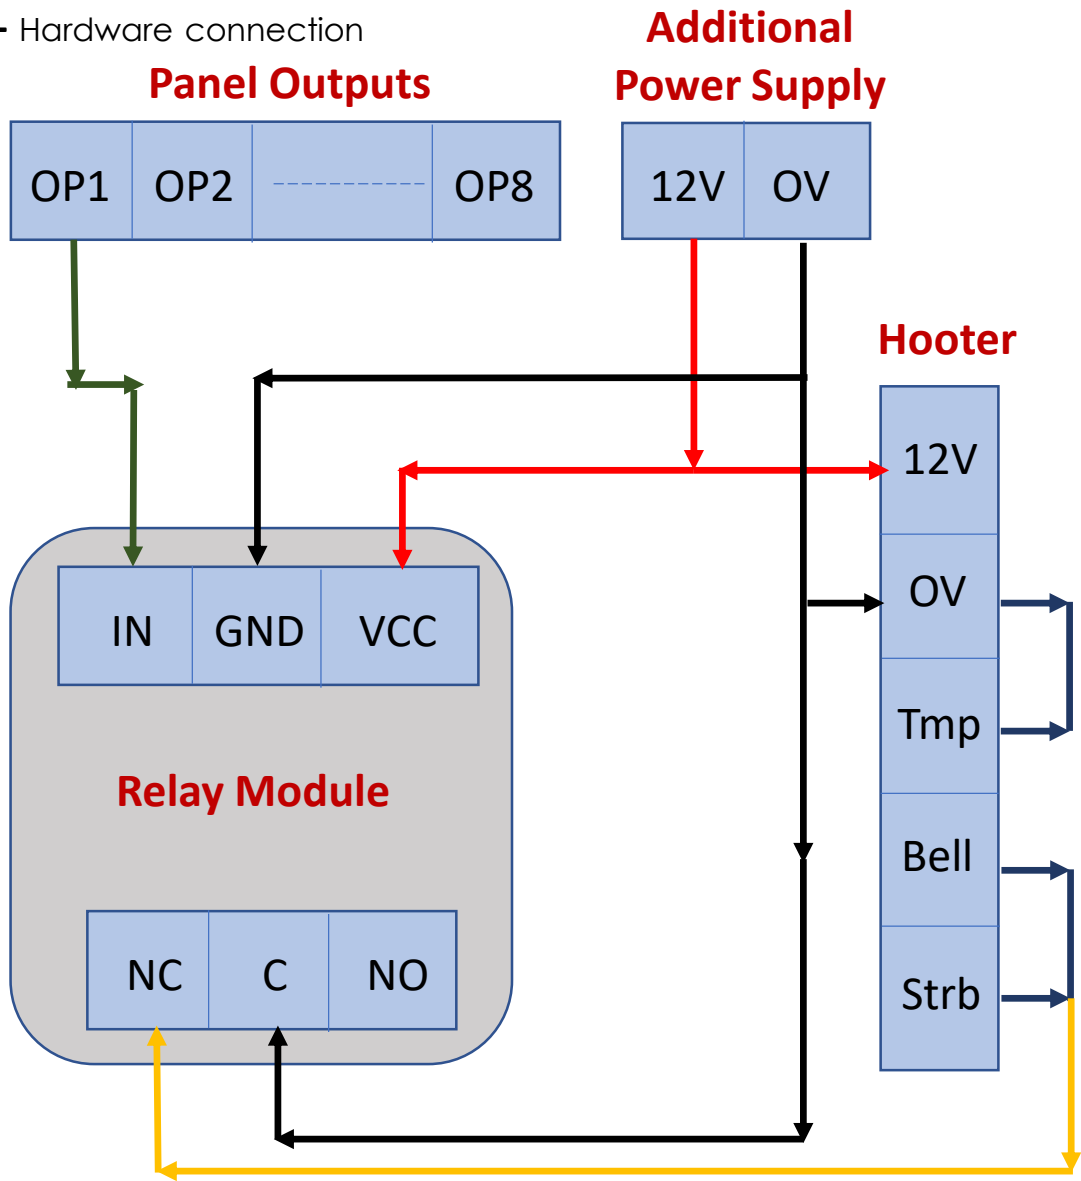 - Hardware connection
Additional
Power Supply
Panel Outputs
OP1 OP2 ---------- OP8
12V OV
Hooter
12V
OV
Tmp
Bell
Strb
IN GND VCC
Relay Module
NC C NO